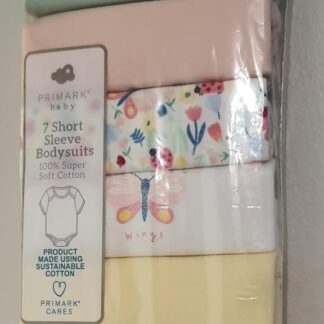 PRIMARK®
baby
7 Short
Sleeve
Bodysuits
100% Super
Soft Cotton
PRODUCT
MADE USING
SUSTAINABLE
COTTON
PRIMARK
CARES
wings